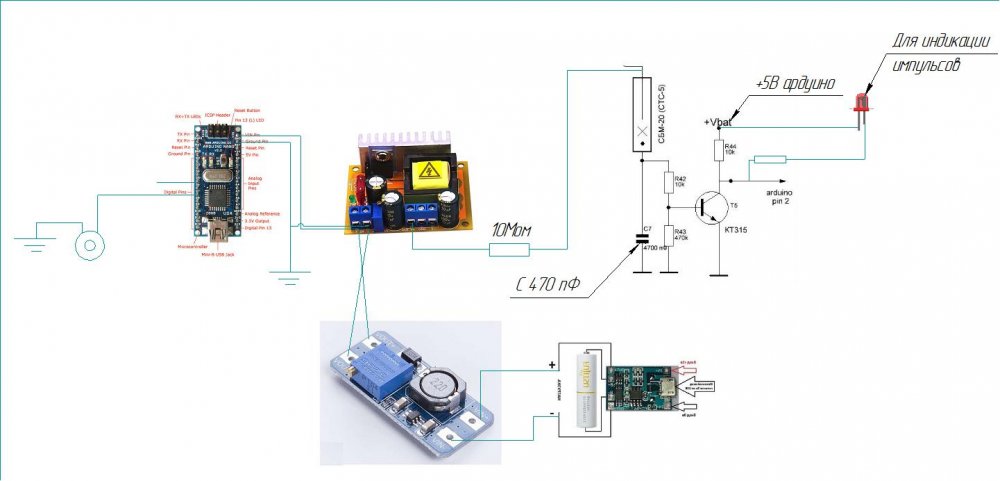 Для индикации
импульсов
+5В ардуино
+Vbat
R44
10k
СБМ-20 (СТС-5)
R42
10k
R43
470k
C7
4700 п
С 470 пФ
T5
КТ315
arduino
pin 2
10Мом
Reset Button
ICSP Header
Pin 13 (L) LED
RX+TX LEDs
TX Pin
RX Pin
Reset Pin
Ground Pin
VIN Pin
Ground Pin
Reset Pin
5V Pin
Analog
Input
Pins
Digital Pins
Analog Reference
3.3V Output
Digital Pin 13
Microcontroller
Mini-B USB Jack
220
+
-